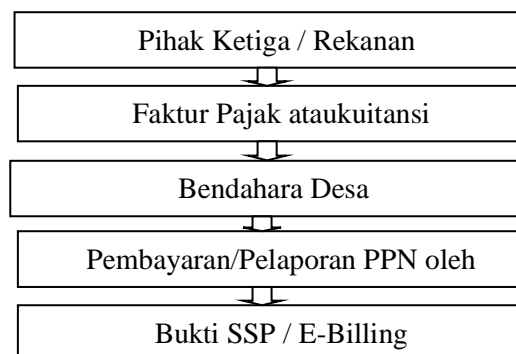 Pihak Ketiga / Rekanan
Faktur Pajak ataukuitansi
Bendahara Desa
Pembayaran/Pelaporan PPN oleh
Bukti SSP / E-Billing